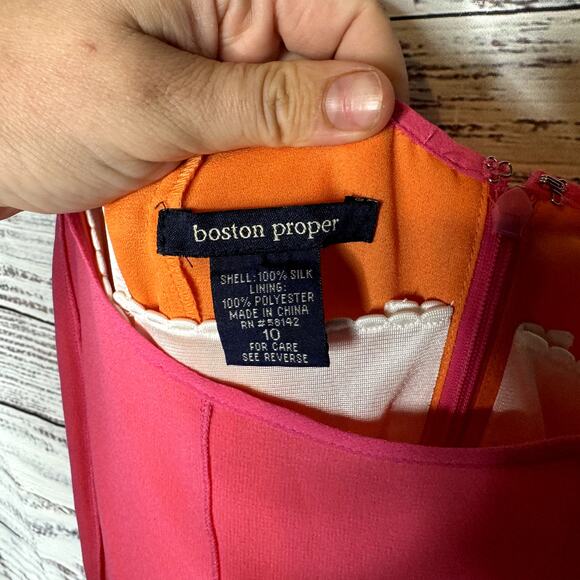 boston proper
SHELL: 100% SILK
LINING:
100% POLYESTER
MADE IN CHINA
RN #58142
10
FOR CARE
SEE REVERSE